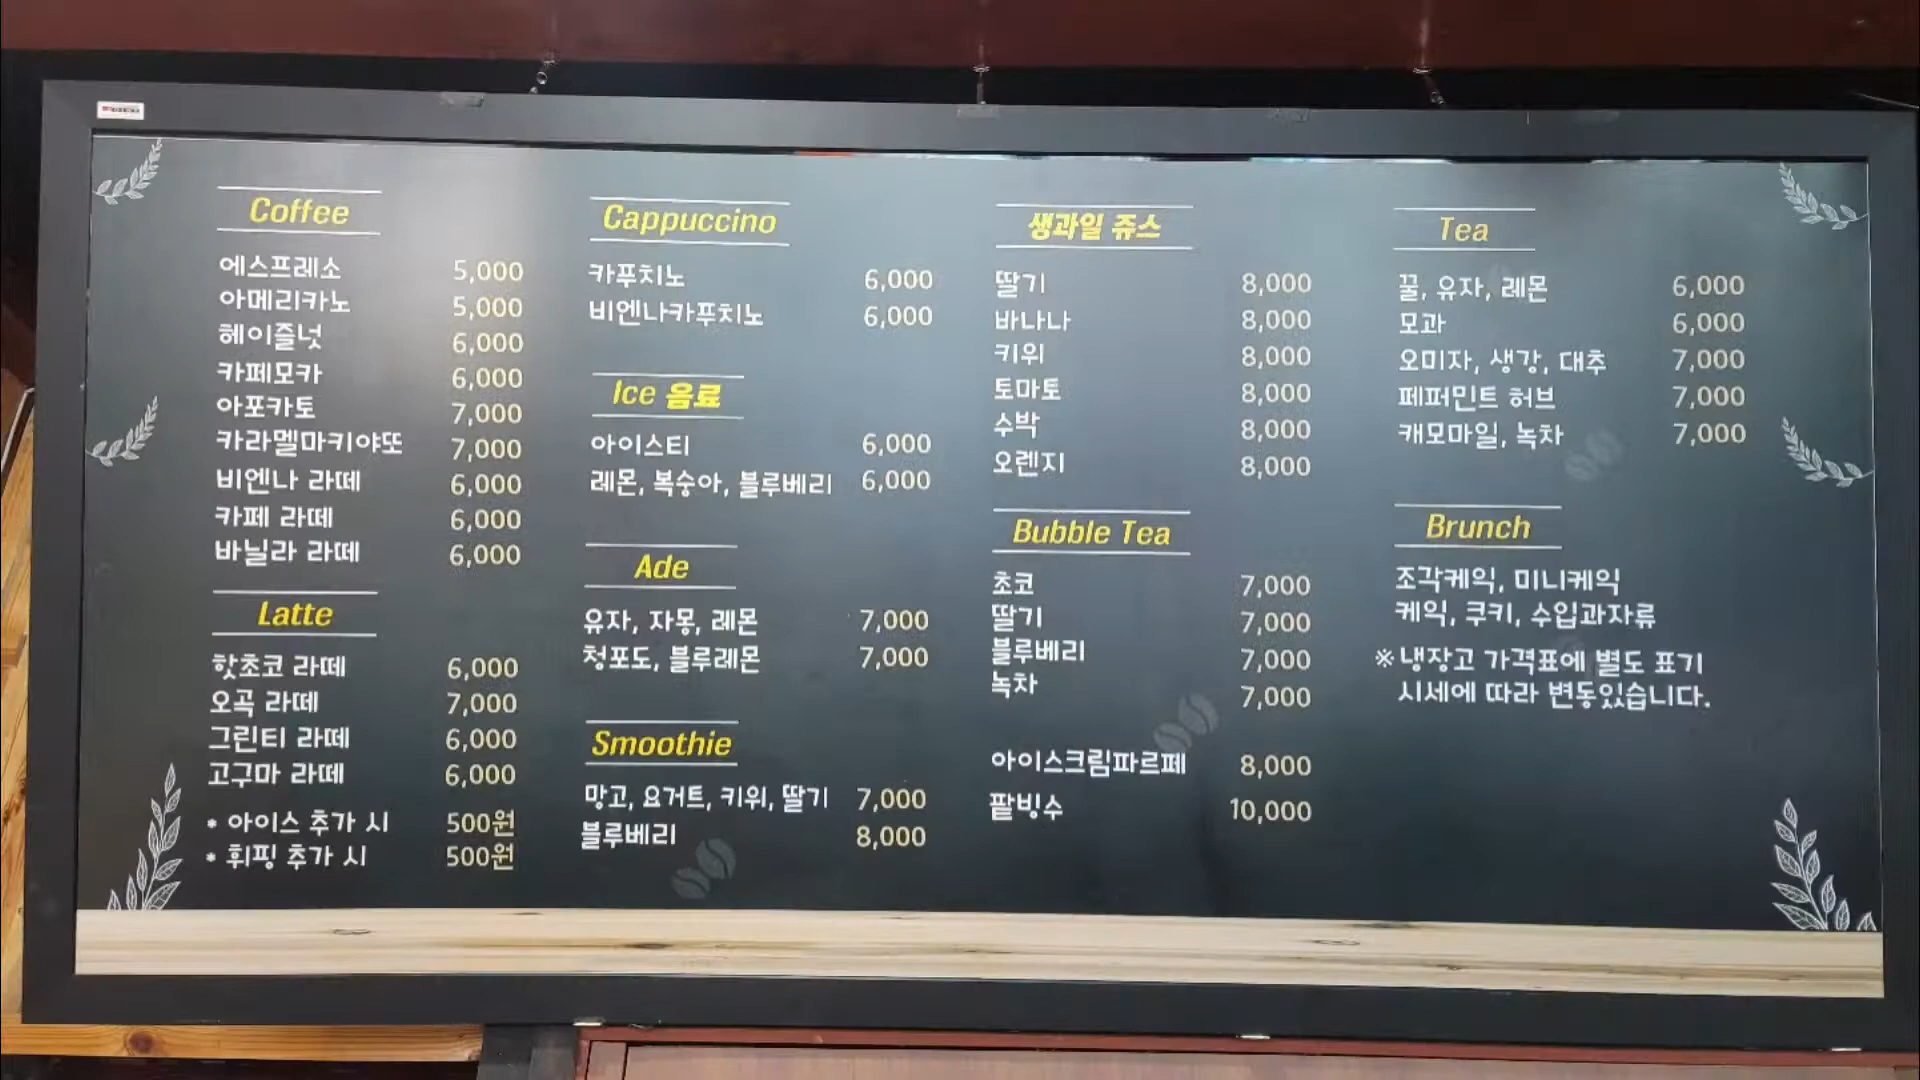 Coffee
에스프레소 5,000
아메리카노 5,000
헤이즐넛 6,000
카페모카 6,000
아포카토 7,000
카라멜마키야또 7,000
비엔나 라떼 6,000
카페 라떼 6,000
바닐라 라떼 6,000
Latte
핫초코 라떼 6,000
오곡 라떼 7,000
그린티 라떼 6,000
고구마 라떼 6,000
* 아이스 추가 시 500원
* 휘핑 추가 시 500원
Cappuccino
카푸치노 6,000
비엔나카푸치노 6,000
Ice 음료
아이스티 6,000
레몬, 복숭아, 블루베리 6,000
Ade
유자, 자몽, 레몬 7,000
청포도, 블루레몬 7,000
Smoothie
망고, 요거트, 키위, 딸기 7,000
블루베리 8,000
생과일 쥬스
딸기 8,000
바나나 8,000
키위 8,000
토마토 8,000
수박 8,000
오렌지 8,000
Bubble Tea
초코 7,000
딸기 7,000
블루베리 7,000
녹차 7,000
아이스크림파르페 8,000
팥빙수 10,000
Tea
꿀, 유자, 레몬 6,000
모과 6,000
오미자, 생강, 대추 7,000
페퍼민트 허브 7,000
캐모마일, 녹차 7,000
Brunch
조각케익, 미니케익
케익, 쿠키, 수입과자류
※ 냉장고 가격표에 별도 표기
시세에 따라 변동있습니다.